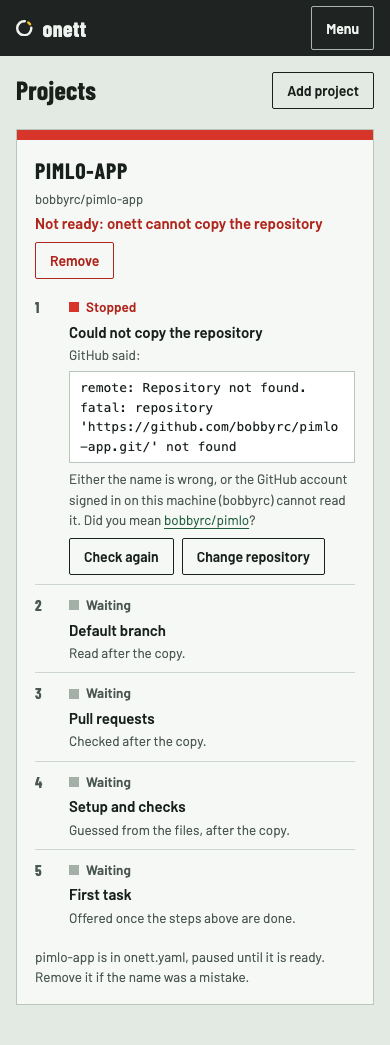 onett
Menu
Projects
Add project
PIMLO-APP
bobbyrc/pimlo-app
Not ready: onett cannot copy the repository
Remove
1
Stopped
Could not copy the repository
GitHub said:
remote: Repository not found.
fatal: repository
'https://github.com/bobbyrc/pimlo
-app.git/' not found
Either the name is wrong, or the GitHub account
signed in on this machine (bobbyrc) cannot read
it. Did you mean bobbyrc/pimlo?
Check again
Change repository
2
Waiting
Default branch
Read after the copy.
3
Waiting
Pull requests
Checked after the copy.
4
Waiting
Setup and checks
Guessed from the files, after the copy.
5
Waiting
First task
Offered once the steps above are done.
pimlo-app is in onett.yaml, paused until it is ready.
Remove it if the name was a mistake.